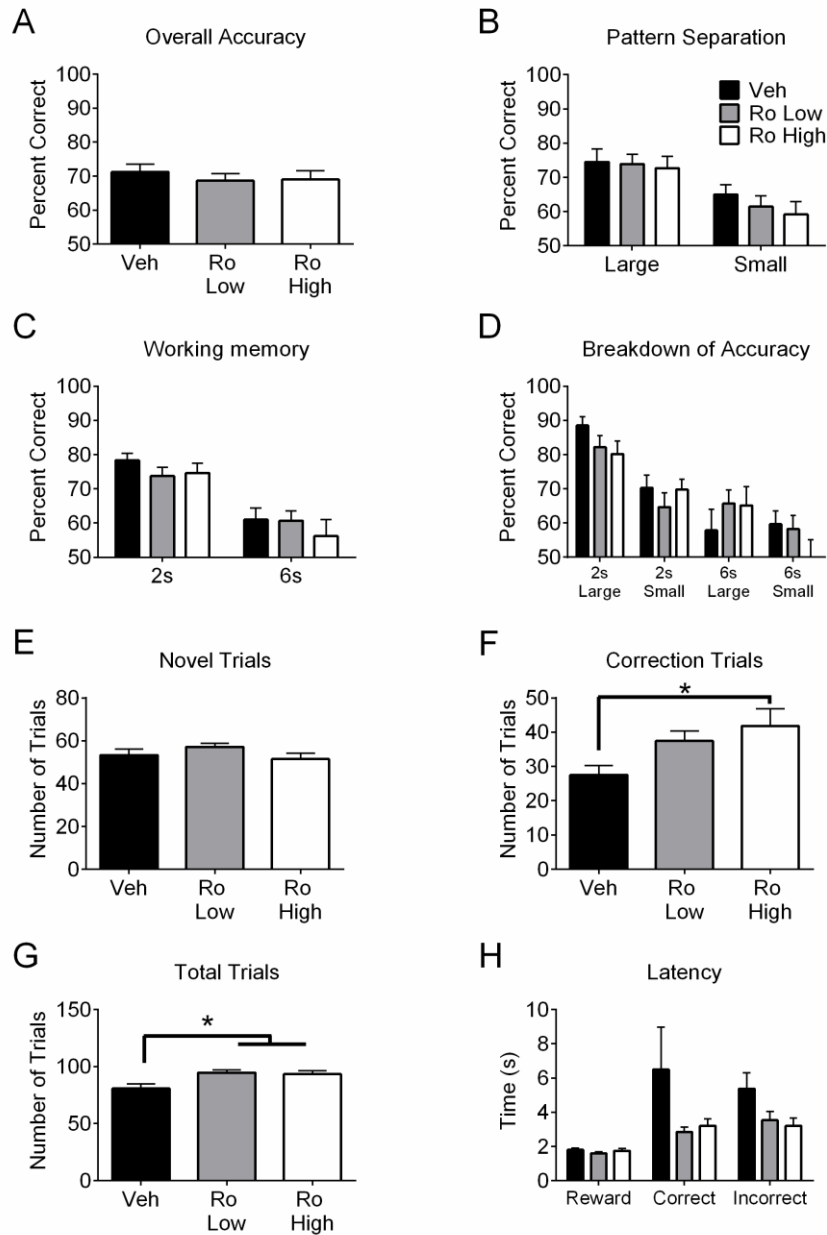 A
Overall Accuracy
Percent Correct
100
90
80
70
60
50
Veh
Ro
Low
Ro
High
B
Pattern Separation
Percent Correct
100
90
80
70
60
50
Veh
Ro Low
Ro High
Large
Small
C
Working memory
Percent Correct
100
90
80
70
60
50
2s
6s
D
Breakdown of Accuracy
Percent Correct
100
90
80
70
60
50
2s
Large
2s
Small
6s
Large
6s
Small
E
Novel Trials
Number of Trials
80
60
40
20
0
Veh
Ro
Low
Ro
High
F
Correction Trials
Number of Trials
50
40
30
20
10
0
*
Veh
Ro
Low
Ro
High
G
Total Trials
Number of Trials
150
100
50
0
*
Veh
Ro
Low
Ro
High
H
Latency
Time (s)
10
8
6
4
2
0
Reward
Correct
Incorrect